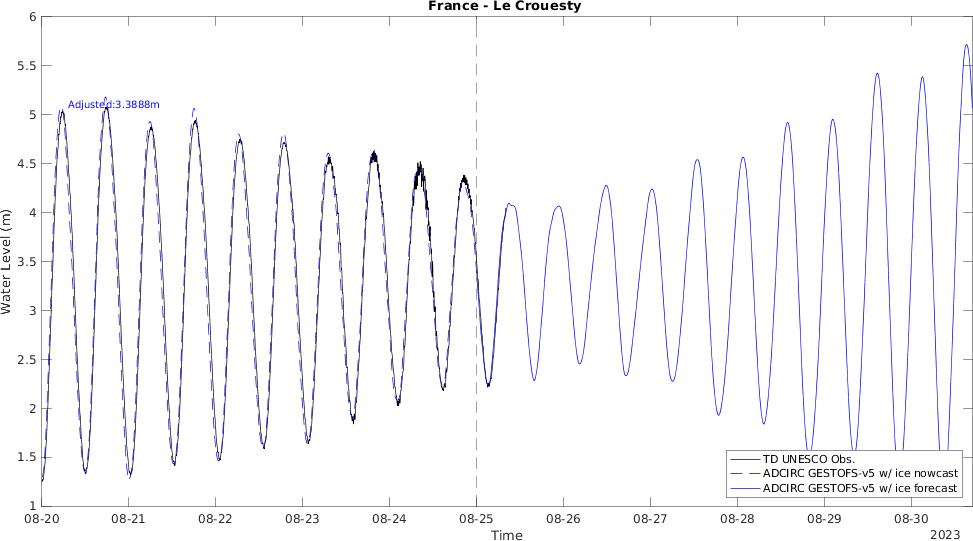 France - Le Crouesty
Water Level (m)
6
5.5
5
4.5
4
3.5
3
2.5
2
1.5
1
Adjusted:3.3888m
TD UNESCO Obs.
ADCIRC GESTOFS-v5 w/ ice nowcast
ADCIRC GESTOFS-v5 w/ ice forecast
08-20 08-21 08-22 08-23 08-24 08-25 08-26 08-27 08-28 08-29 08-30
Time
2023